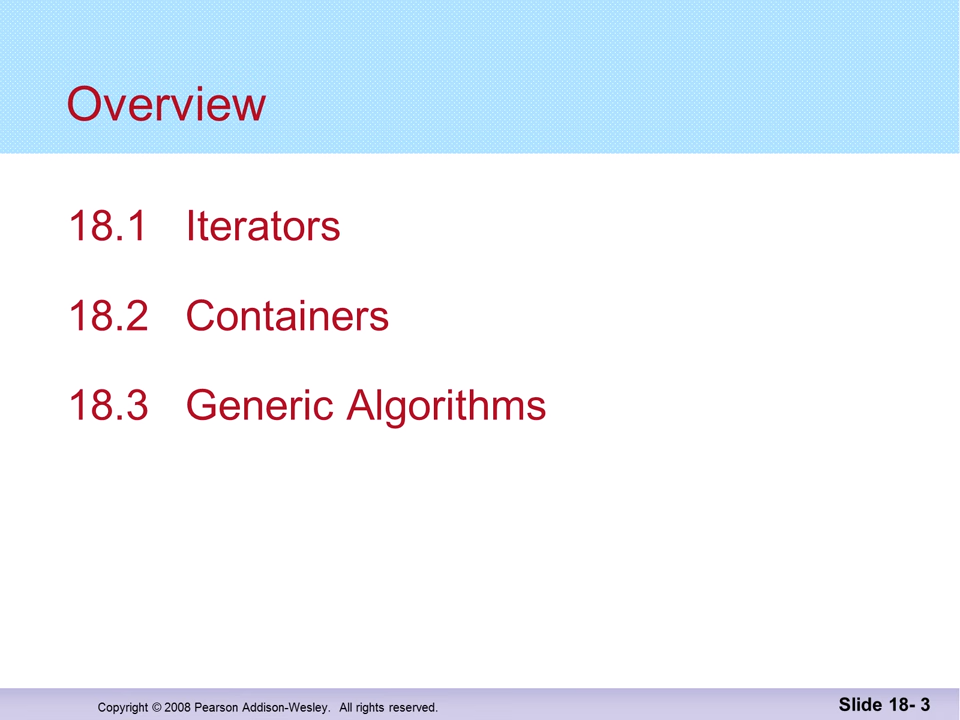 Overview
18.1 Iterators
18.2 Containers
18.3 Generic Algorithms
Copyright © 2008 Pearson Addison-Wesley. All rights reserved.
Slide 18- 3